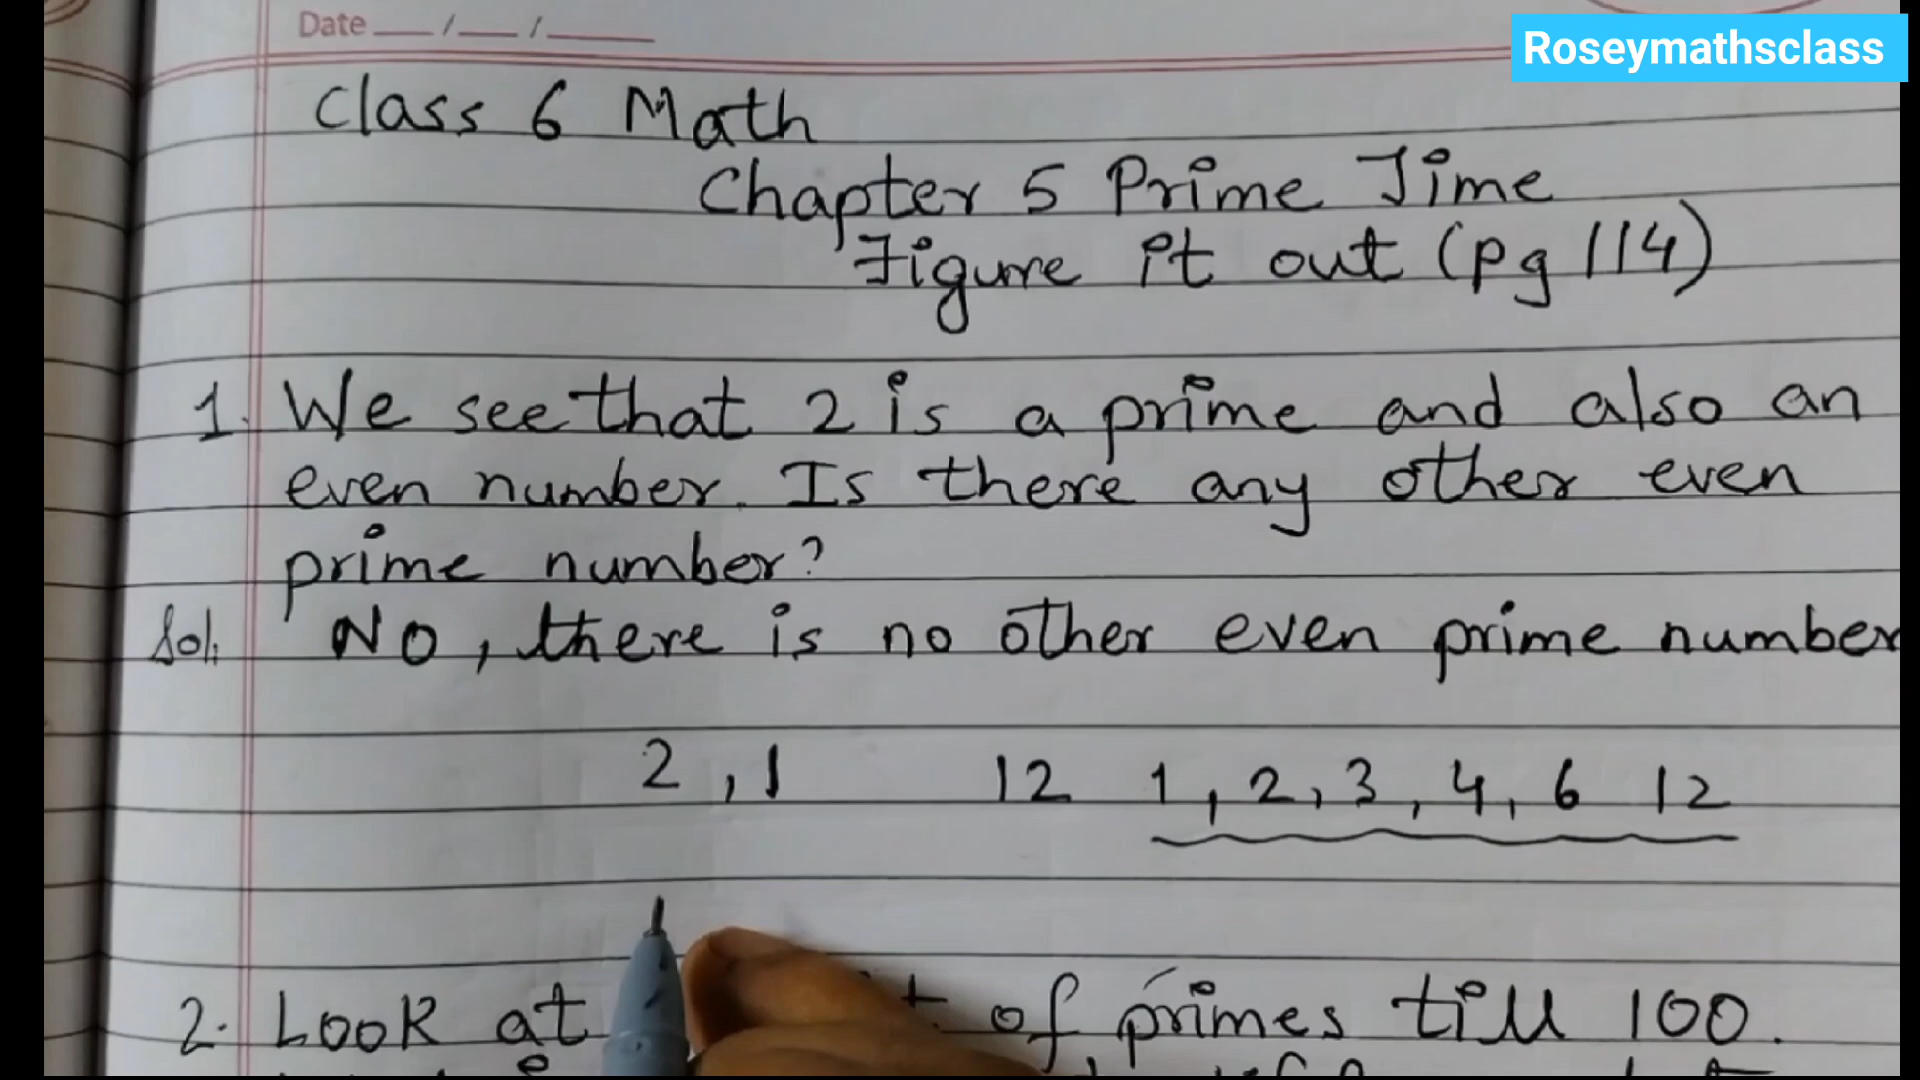 Date __/__/____
Roseymathsclass
Class 6 Math
Chapter 5 Prime Time
Figure it out (pg 114)
1. We see that 2 is a prime and also an
even number. Is there any other even
prime number?
Sol. No, there is no other even prime number
2, 1 12 1, 2, 3, 4, 6 12
2. Look at of primes till 100.